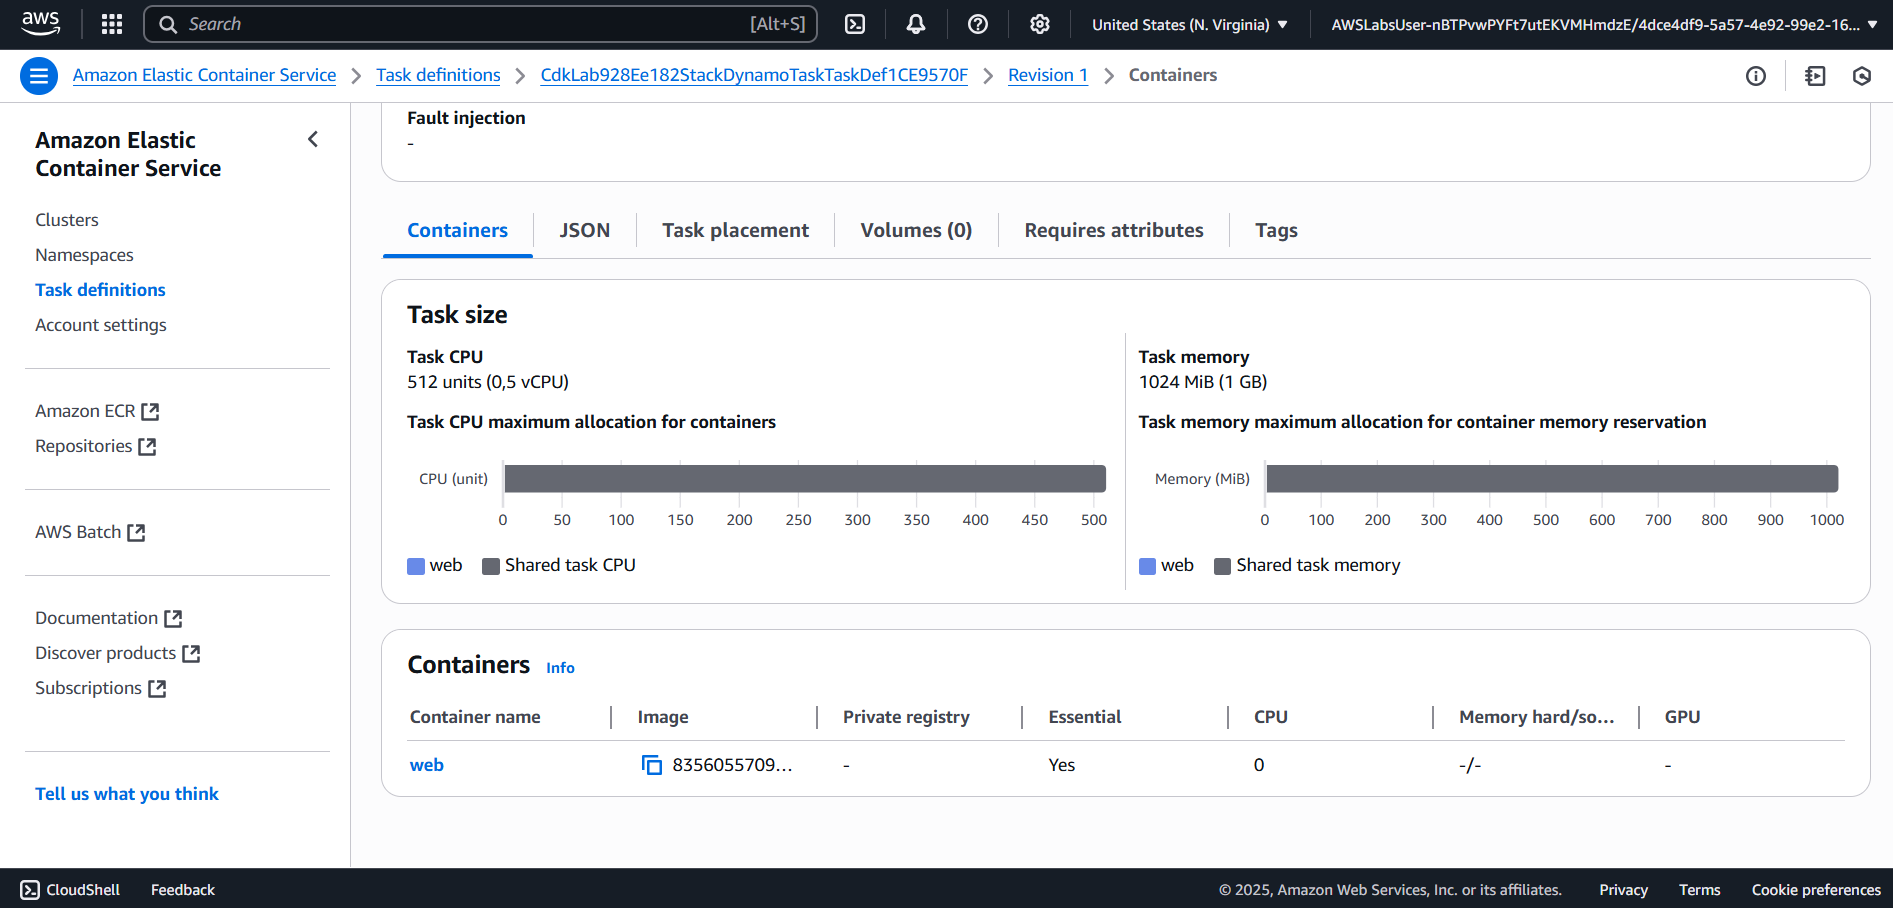 aws
Search [Alt+S]
United States (N. Virginia)
AWSLabsUser-nBTPvwPYFt7utEKVMHmdzE/4dce4df9-5a57-4e92-99e2-16...
Amazon Elastic Container Service > Task definitions > CdkLab928Ee182StackDynamoTaskTaskDef1CE9570F > Revision 1 > Containers
Amazon Elastic
Container Service
Clusters
Namespaces
Task definitions
Account settings
Amazon ECR
Repositories
AWS Batch
Documentation
Discover products
Subscriptions
Tell us what you think
Fault injection
-
Containers JSON Task placement Volumes (0) Requires attributes Tags
Task size
Task CPU
512 units (0,5 vCPU)
Task CPU maximum allocation for containers
CPU (unit)
0 50 100 150 200 250 300 350 400 450 500
web Shared task CPU
Task memory
1024 MiB (1 GB)
Task memory maximum allocation for container memory reservation
Memory (MiB)
0 100 200 300 400 500 600 700 800 900 1000
web Shared task memory
Containers Info
Container name Image Private registry Essential CPU Memory hard/so... GPU
web 8356055709... - Yes 0 -/- -
CloudShell Feedback
© 2025, Amazon Web Services, Inc. or its affiliates. Privacy Terms Cookie preferences